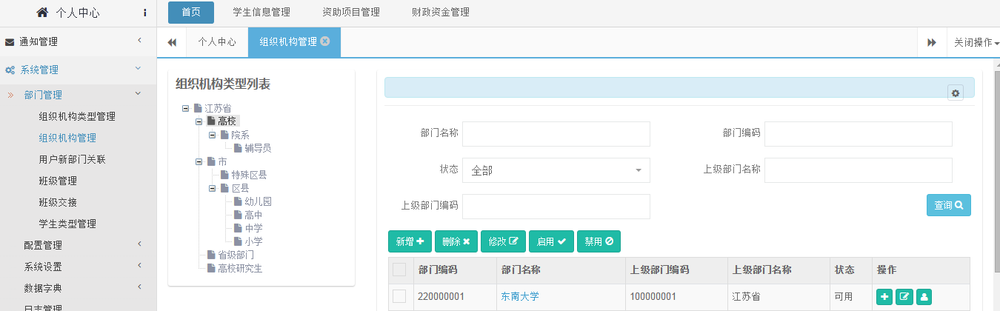 个人中心
首页 学生信息管理 资助项目管理 财政资金管理
通知管理
个人中心 组织机构管理 关闭操作
系统管理
部门管理
组织机构类型管理
组织机构管理
用户新部门关联
班级管理
班级交接
学生类型管理
配置管理
系统设置
数据字典
日志管理
组织机构类型列表
江苏省
高校
院系
辅导员
市
特殊区县
区县
幼儿园
高中
中学
小学
省级部门
高校研究生
部门名称 部门编码
状态 全部 上级部门名称
上级部门编码 查询
新增 删除 修改 启用 禁用
部门编码 部门名称 上级部门编码 上级部门名称 状态 操作
220000001 东南大学 100000001 江苏省 可用